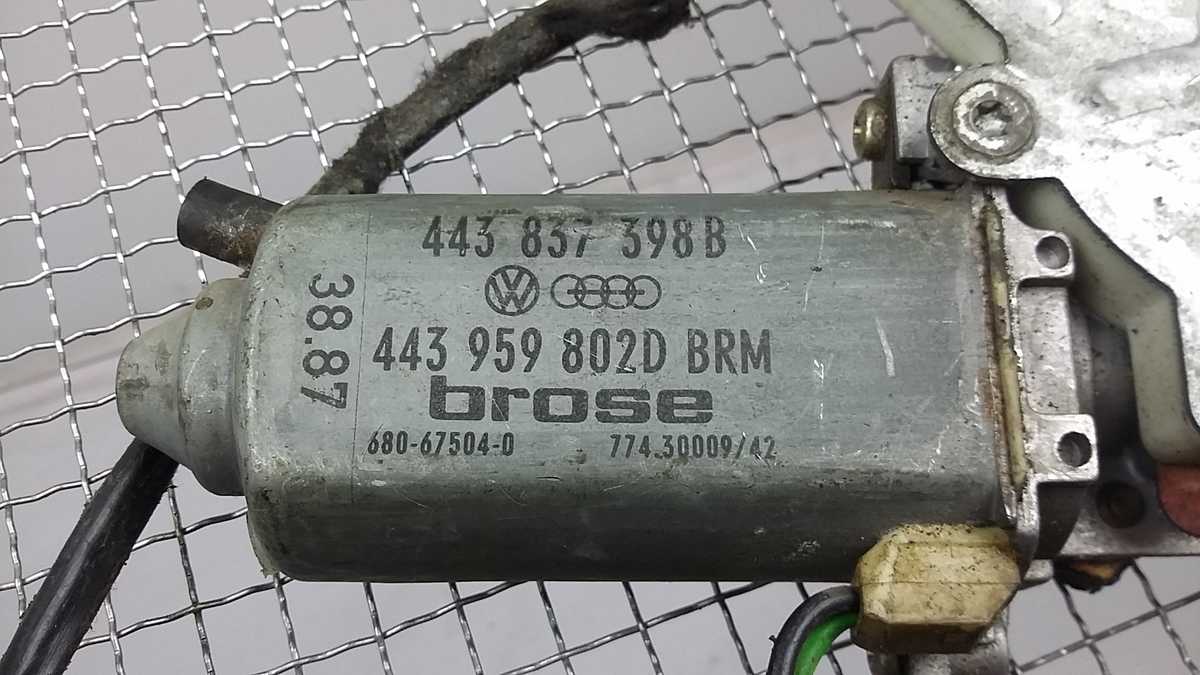 443 837 398 B
443 959 802D BRM
brose
680-67504-0 774.30009/42
38.87